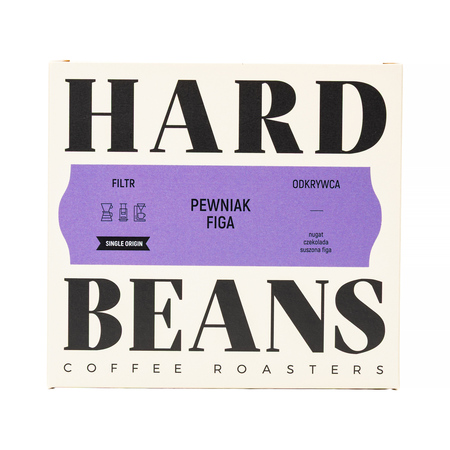 HARD
FILTR
SINGLE ORIGIN
PEWNIAK
FIGA
ODKRYWCA
nugat
czekolada
suszona figa
BEANS
COFFEE ROASTERS